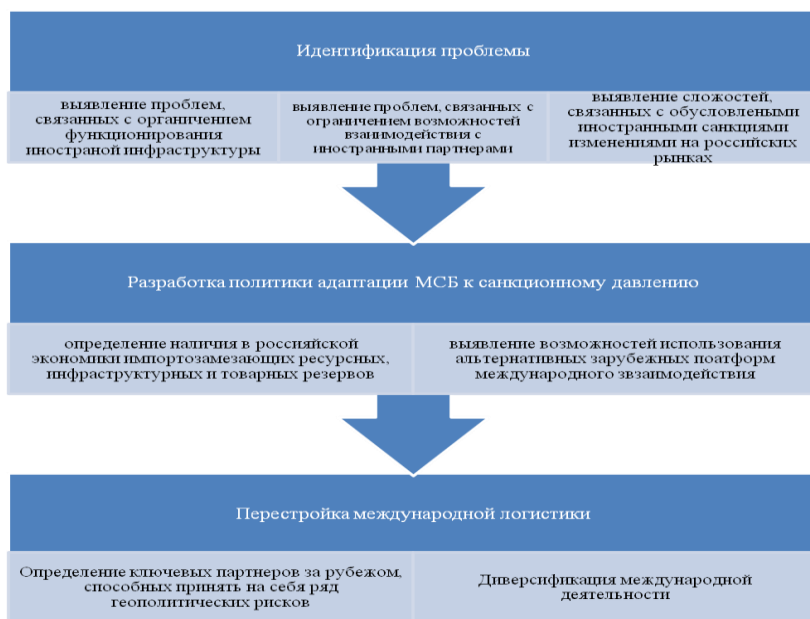 Идентификация проблемы
выявление проблем,
связанных с органичением
функционирования
иностраной инфраструктуры
выявление проблем, связанных с
ограничением возможностей
взаимодействия с
иностранными партнерами
выявление сложостей,
связанных с обусловлеными
иностранными санкциями
изменениями на российских
рынках
Разработка политики адаптации МСБ к санкционному давлению
определение наличия в россияйской
экономики импортозамезающих ресурсных,
инфраструктурных и товарных резервов
выявление возможностей использования
альтернативных зарубежных поатформ
международного звзаимодействия
Перестройка международной логистики
Определение ключевых партнеров за рубежом,
способных принять на себя ряд
геополитических рисков
Диверсификация международной
деятельности